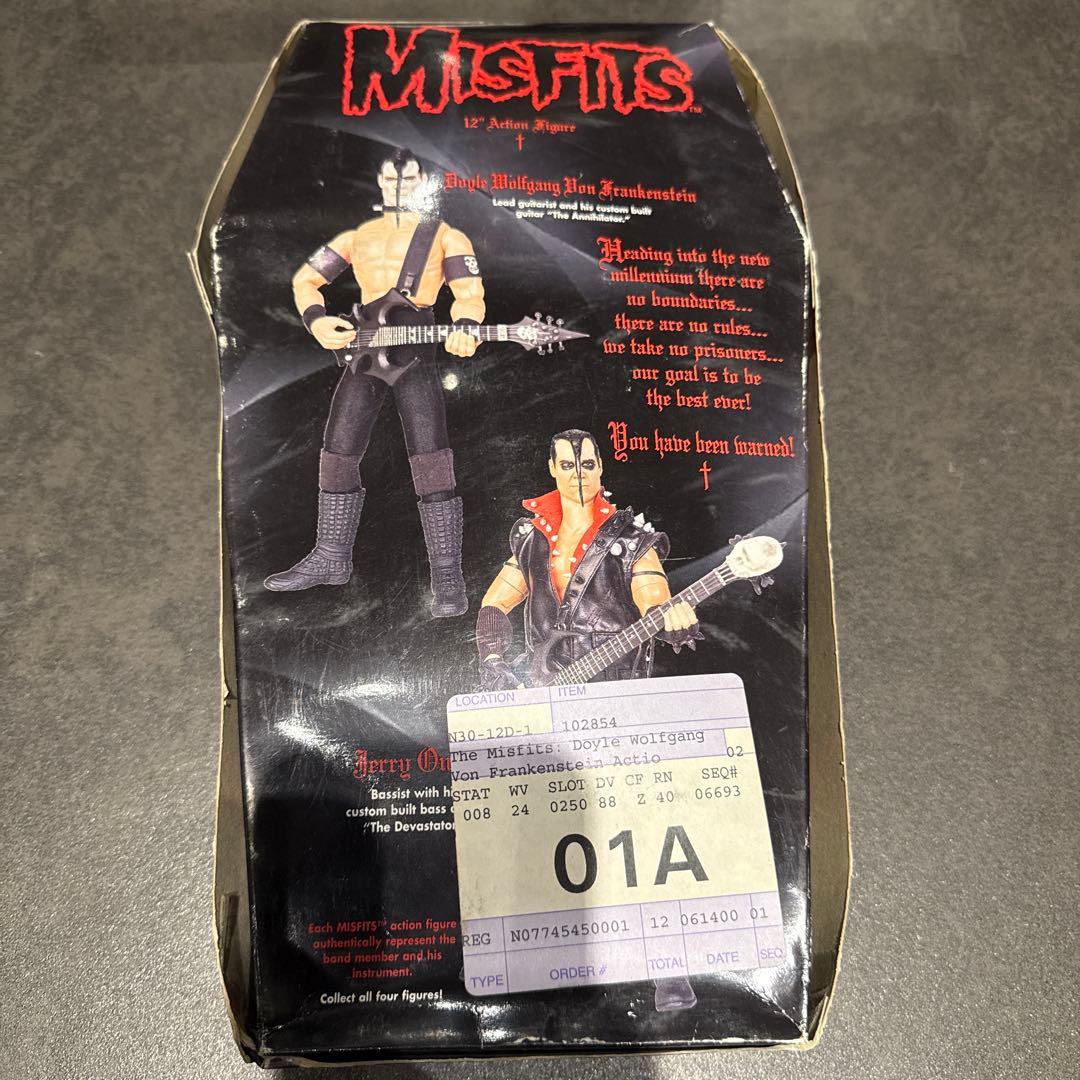 MISFITS™
12" Action Figure
Doyle Wolfgang Von Frankenstein
Lead guitarist and his custom built
guitar "The Annihilator."
Heading into the new
millennium there are
no boundaries...
there are no rules...
we take no prisoners...
our goal is to be
the best ever!
You have been warned!
Jerry
Bassist with
custom built bass
"The Devastator
Each MISFITS™ action figure
authentically represent the
band member and his
instrument.
Collect all four figures!
LOCATION ITEM
N30-12D-1 102854
The Misfits: Doyle Wolfgang
Von Frankenstein Actio 02
STAT WV SLOT DV CF RN SEQ#
008 24 0250 88 Z 40 06693
01A
REG N07745450001 12 061400 01
TYPE ORDER # TOTAL DATE SEQ